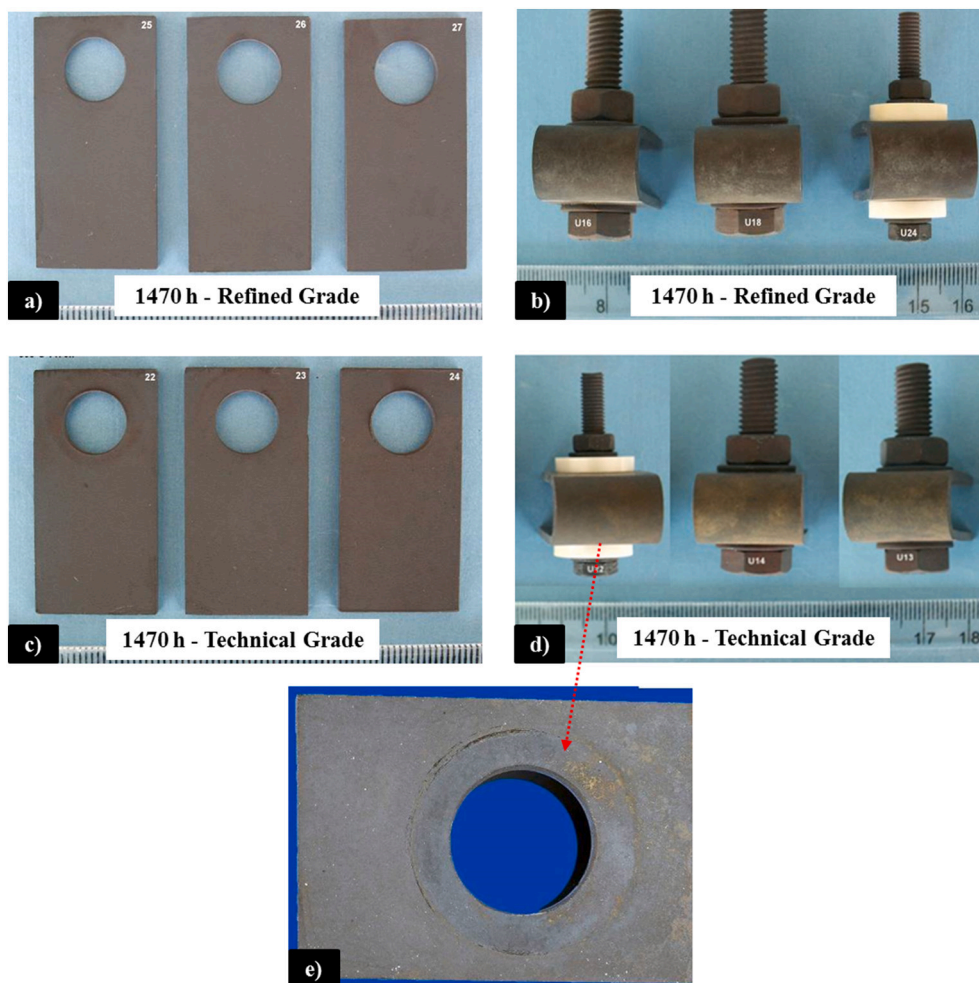 25 26 27
a)
1470 h - Refined Grade
U16 U18 U24
8 15 16
b)
1470 h - Refined Grade
22 23 24
c)
1470 h - Technical Grade
U14 U13
17 18
d)
1470 h - Technical Grade
e)